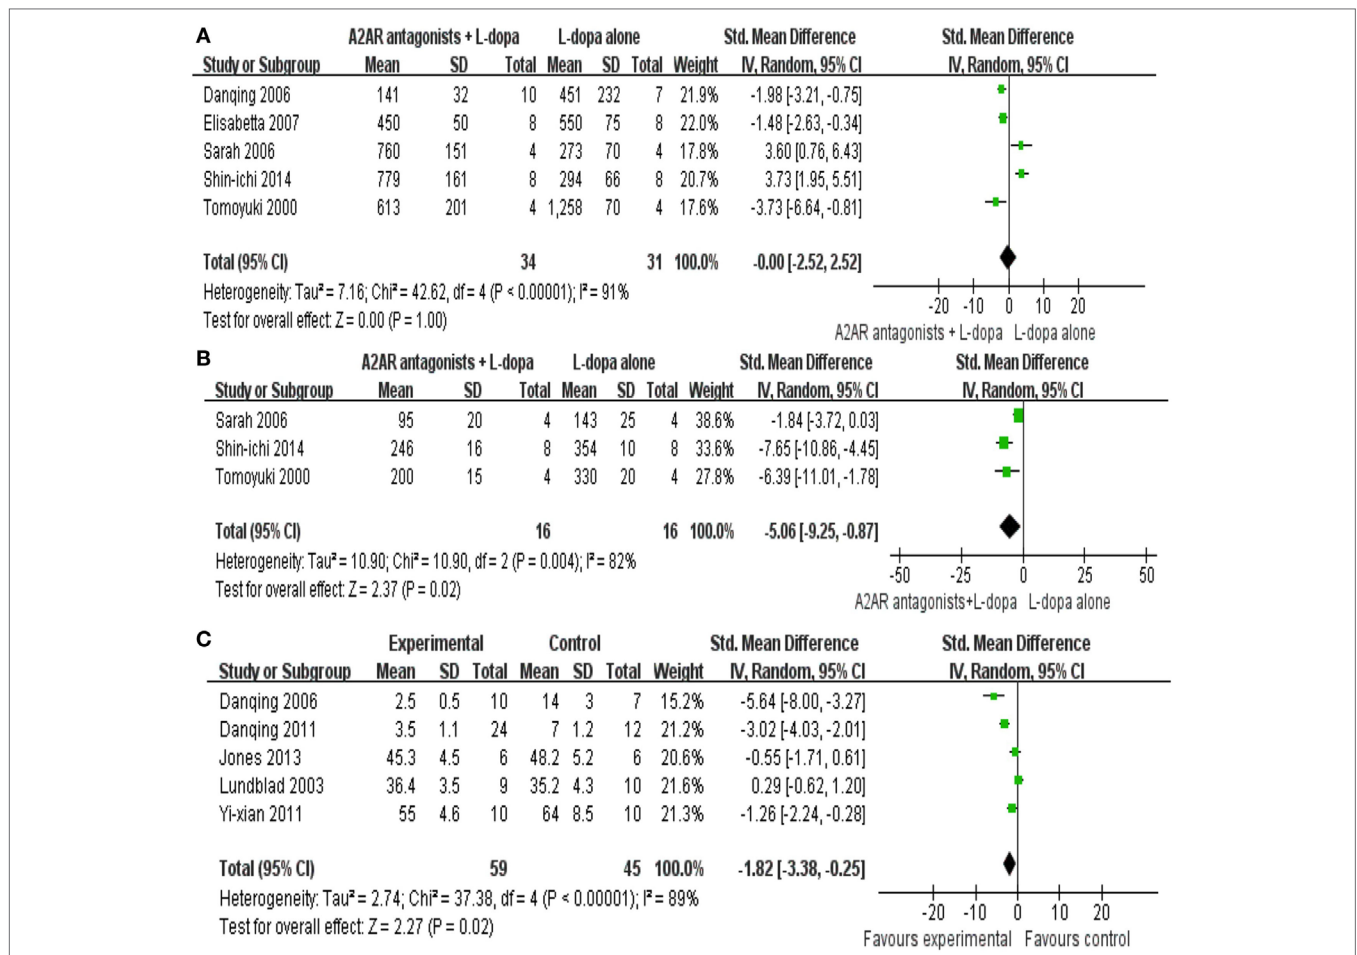 A A2AR antagonists + L-dopa L-dopa alone Std. Mean Difference Std. Mean Difference
Study or Subgroup Mean SD Total Mean SD Total Weight IV, Random, 95% CI IV, Random, 95% CI
Danqing 2006 141 32 10 451 232 7 21.9% -1.98 [-3.21, -0.75]
Elisabetta 2007 450 50 8 550 75 8 22.0% -1.48 [-2.63, -0.34]
Sarah 2006 760 151 4 273 70 4 17.8% 3.60 [0.76, 6.43]
Shin-ichi 2014 779 161 8 294 66 8 20.7% 3.73 [1.95, 5.51]
Tomoyuki 2000 613 201 4 1,258 70 4 17.6% -3.73 [-6.64, -0.81]
Total (95% CI) 34 31 100.0% -0.00 [-2.52, 2.52]
Heterogeneity: Tau² = 7.16; Chi² = 42.62, df = 4 (P < 0.00001); I² = 91%
Test for overall effect: Z = 0.00 (P = 1.00)
-20 -10 0 10 20
A2AR antagonists + L-dopa L-dopa alone
B A2AR antagonists + L-dopa L-dopa alone Std. Mean Difference Std. Mean Difference
Study or Subgroup Mean SD Total Mean SD Total Weight IV, Random, 95% CI IV, Random, 95% CI
Sarah 2006 95 20 4 143 25 4 38.6% -1.84 [-3.72, 0.03]
Shin-ichi 2014 246 16 8 354 10 8 33.6% -7.65 [-10.86, -4.45]
Tomoyuki 2000 200 15 4 330 20 4 27.8% -6.39 [-11.01, -1.78]
Total (95% CI) 16 16 100.0% -5.06 [-9.25, -0.87]
Heterogeneity: Tau² = 10.90; Chi² = 10.90, df = 2 (P = 0.004); I² = 82%
Test for overall effect: Z = 2.37 (P = 0.02)
-50 -25 0 25 50
A2AR antagonists+L-dopa L-dopa alone
C Experimental Control Std. Mean Difference Std. Mean Difference
Study or Subgroup Mean SD Total Mean SD Total Weight IV, Random, 95% CI IV, Random, 95% CI
Danqing 2006 2.5 0.5 10 14 3 7 15.2% -5.64 [-8.00, -3.27]
Danqing 2011 3.5 1.1 24 7 1.2 12 21.2% -3.02 [-4.03, -2.01]
Jones 2013 45.3 4.5 6 48.2 5.2 6 20.6% -0.55 [-1.71, 0.61]
Lundblad 2003 36.4 3.5 9 35.2 4.3 10 21.6% 0.29 [-0.62, 1.20]
Yi-xian 2011 55 4.6 10 64 8.5 10 21.3% -1.26 [-2.24, -0.28]
Total (95% CI) 59 45 100.0% -1.82 [-3.38, -0.25]
Heterogeneity: Tau² = 2.74; Chi² = 37.38, df = 4 (P < 0.00001); I² = 89%
Test for overall effect: Z = 2.27 (P = 0.02)
-20 -10 0 10 20
Favours experimental Favours control